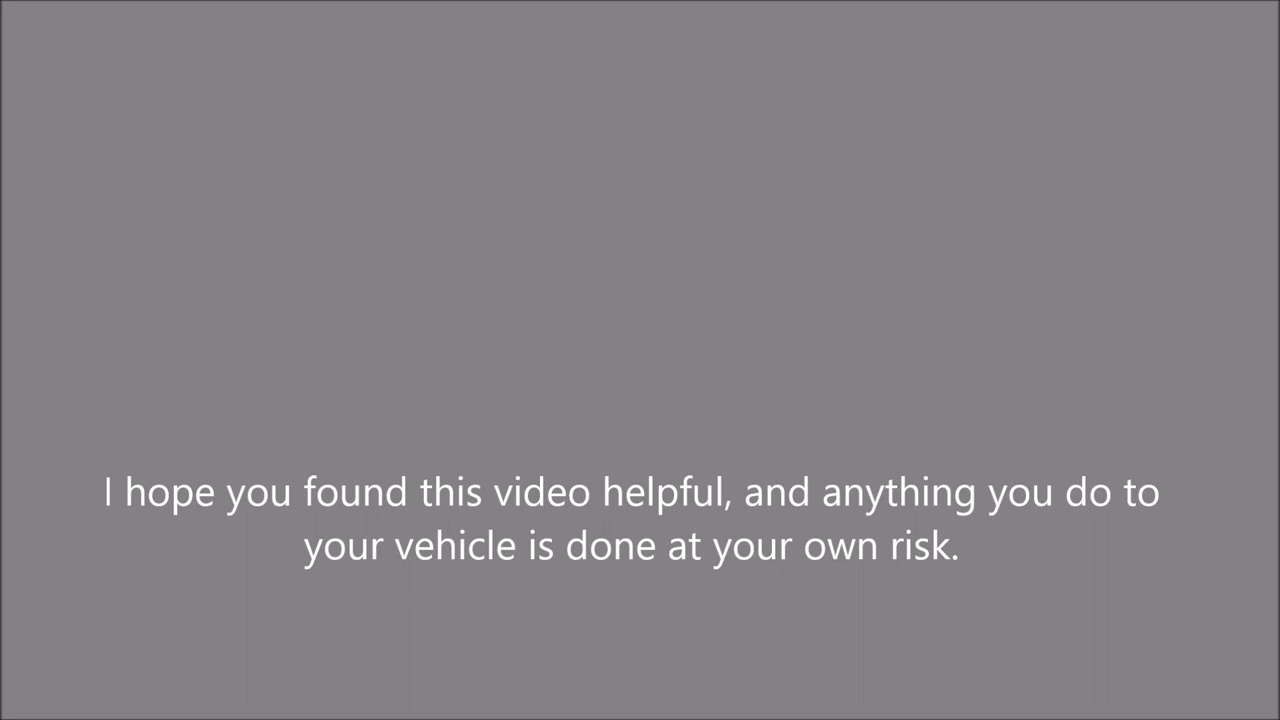 I hope you found this video helpful, and anything you do to
your vehicle is done at your own risk.